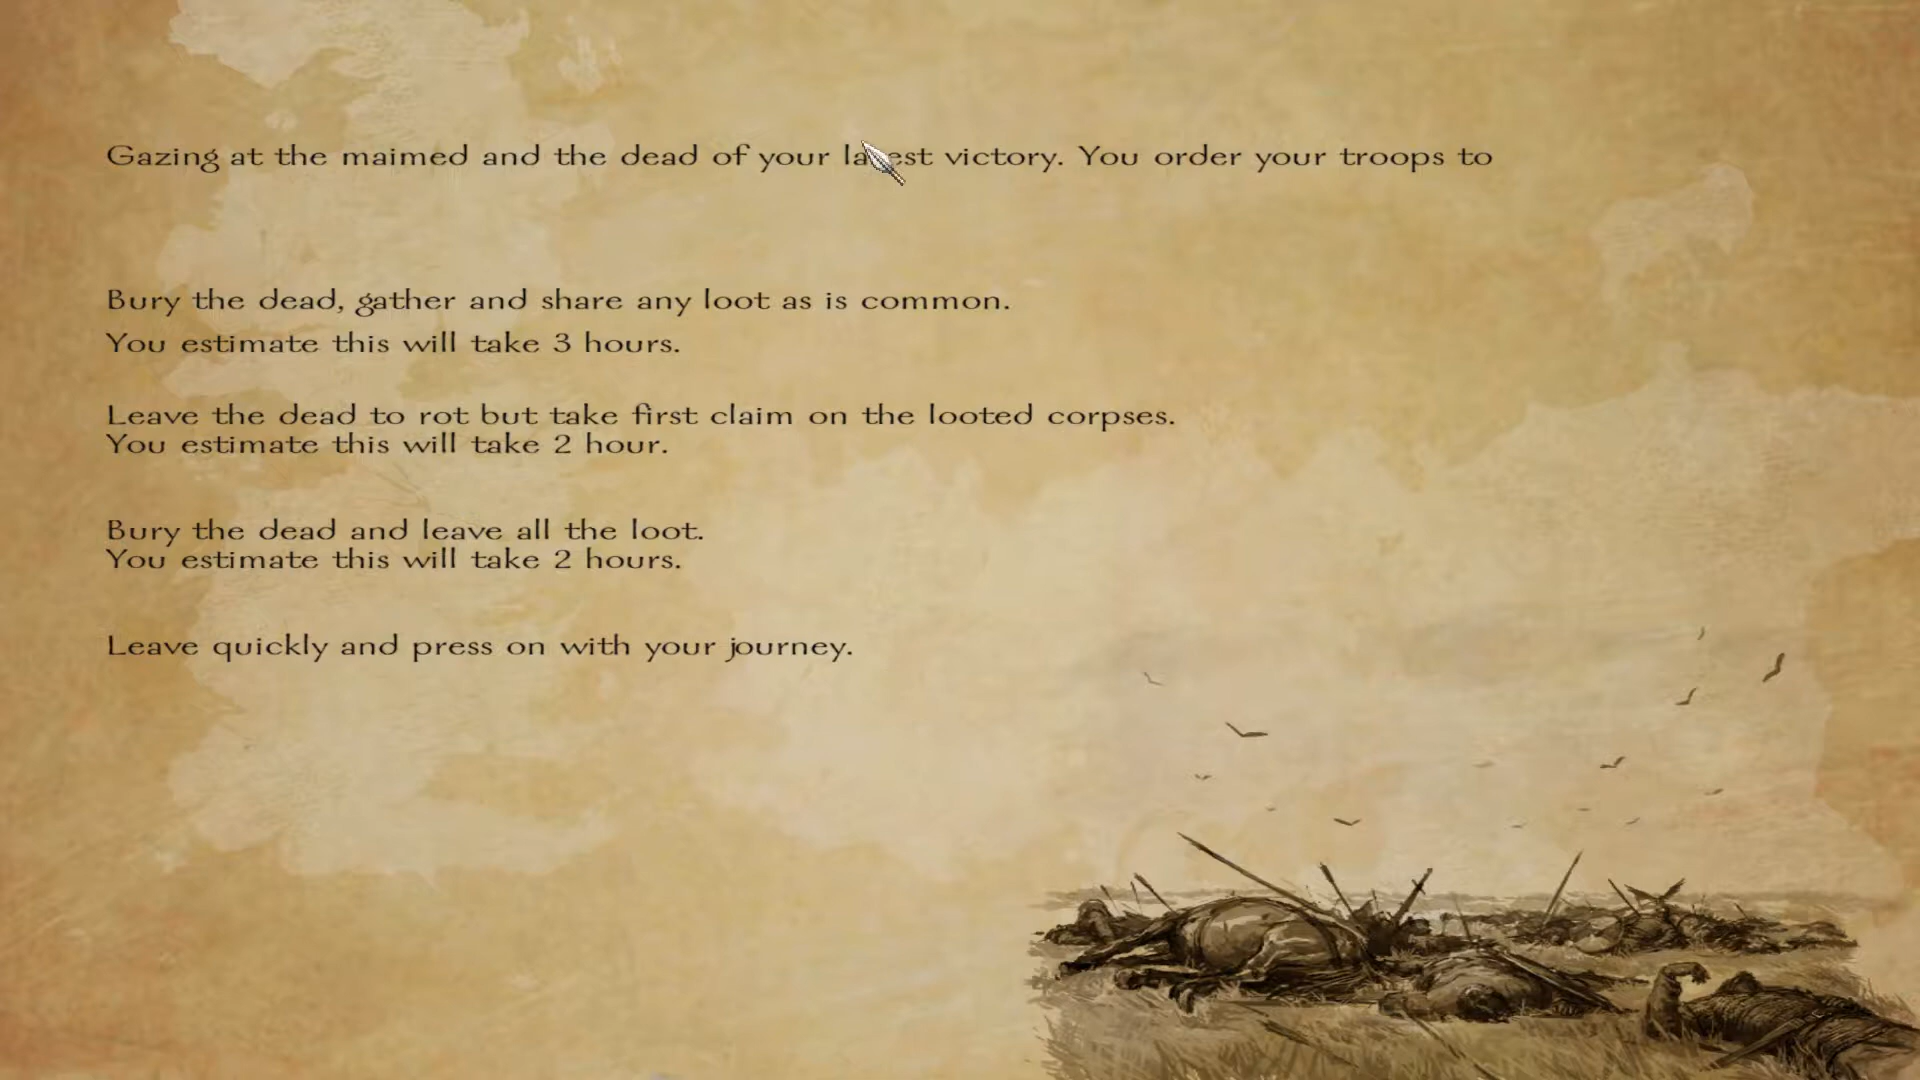 Gazing at the maimed and the dead of your latest victory. You order your troops to
Bury the dead, gather and share any loot as is common.
You estimate this will take 3 hours.
Leave the dead to rot but take first claim on the looted corpses.
You estimate this will take 2 hour.
Bury the dead and leave all the loot.
You estimate this will take 2 hours.
Leave quickly and press on with your journey.